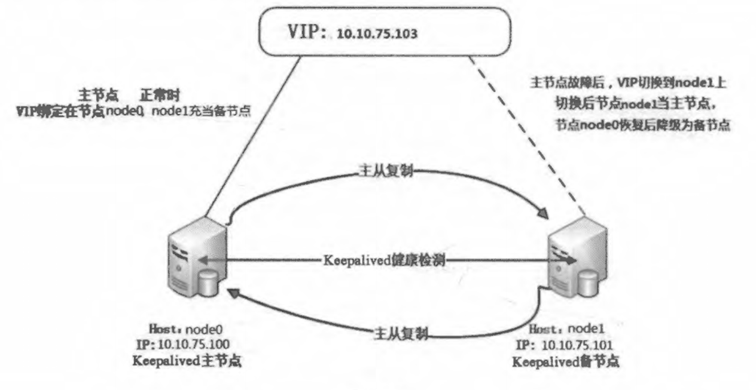 VIP: 10.10.75.103
主节点 正常时
VIP绑定在节点node0, node1充当备节点
主节点故障后，VIP切换到node1上
切换后节点node1当主节点，
节点node0恢复后降级为备节点
主从复制
Keepalived健康检测
主从复制
Host: node0
IP: 10.10.75.100
Keepalived主节点
Host: node1
IP: 10.10.75.101
Keepalived备节点